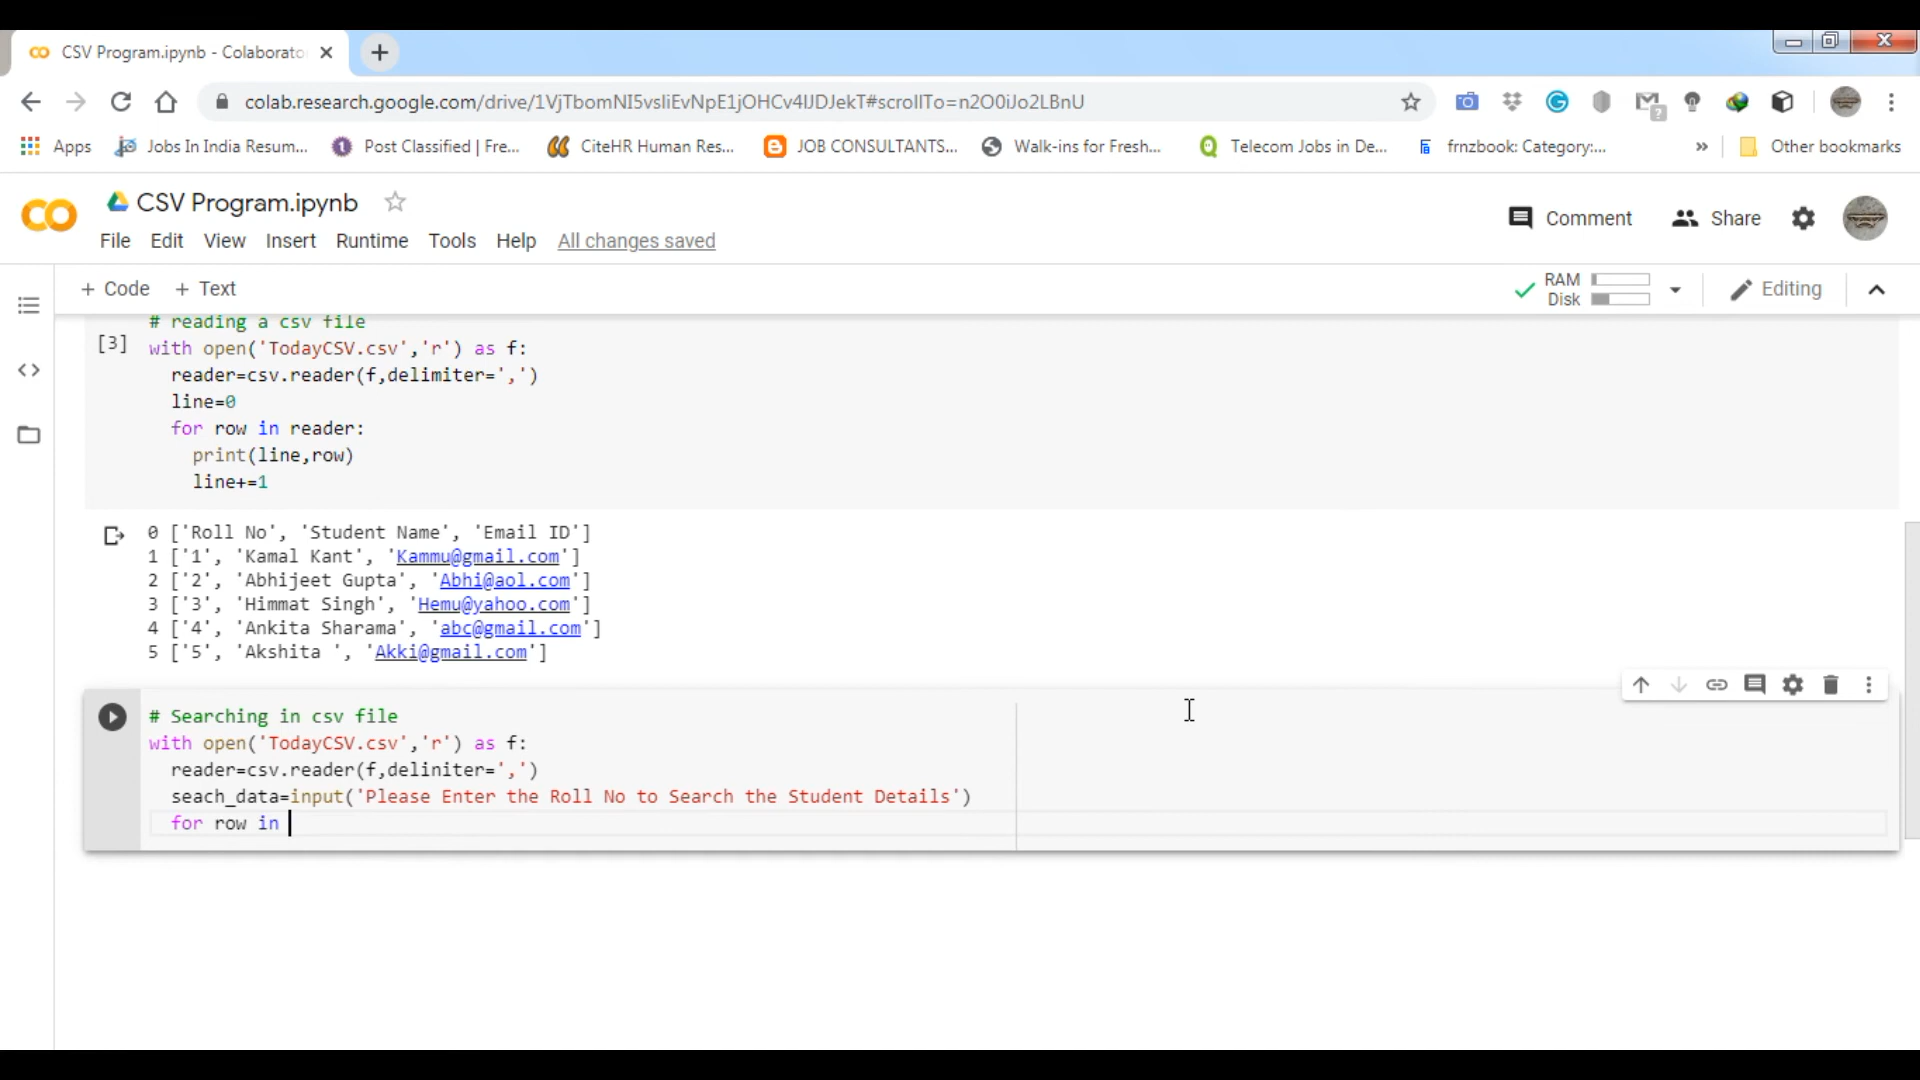 CSV Program.ipynb - Colaborato
colab.research.google.com/drive/1VjTbomNI5vsIiEvNpE1jOHCv4IJDJekT#scrollTo=n2O0iJo2LBnU
Apps Jobs In India Resum... Post Classified | Fre... CiteHR Human Res... JOB CONSULTANTS... Walk-ins for Fresh... Telecom Jobs in De... frnzbook: Category:... » Other bookmarks
CSV Program.ipynb
Comment Share
File Edit View Insert Runtime Tools Help All changes saved
+ Code + Text
RAM
Disk
Editing
# reading a csv file
[3] with open('TodayCSV.csv','r') as f:
reader=csv.reader(f,delimiter=',')
line=0
for row in reader:
print(line,row)
line+=1
0 ['Roll No', 'Student Name', 'Email ID']
1 ['1', 'Kamal Kant', 'Kammu@gmail.com']
2 ['2', 'Abhijeet Gupta', 'Abhi@aol.com']
3 ['3', 'Himmat Singh', 'Hemu@yahoo.com']
4 ['4', 'Ankita Sharama', 'abc@gmail.com']
5 ['5', 'Akshita ', 'Akki@gmail.com']
# Searching in csv file
with open('TodayCSV.csv','r') as f:
reader=csv.reader(f,deliniter=',')
seach_data=input('Please Enter the Roll No to Search the Student Details')
for row in